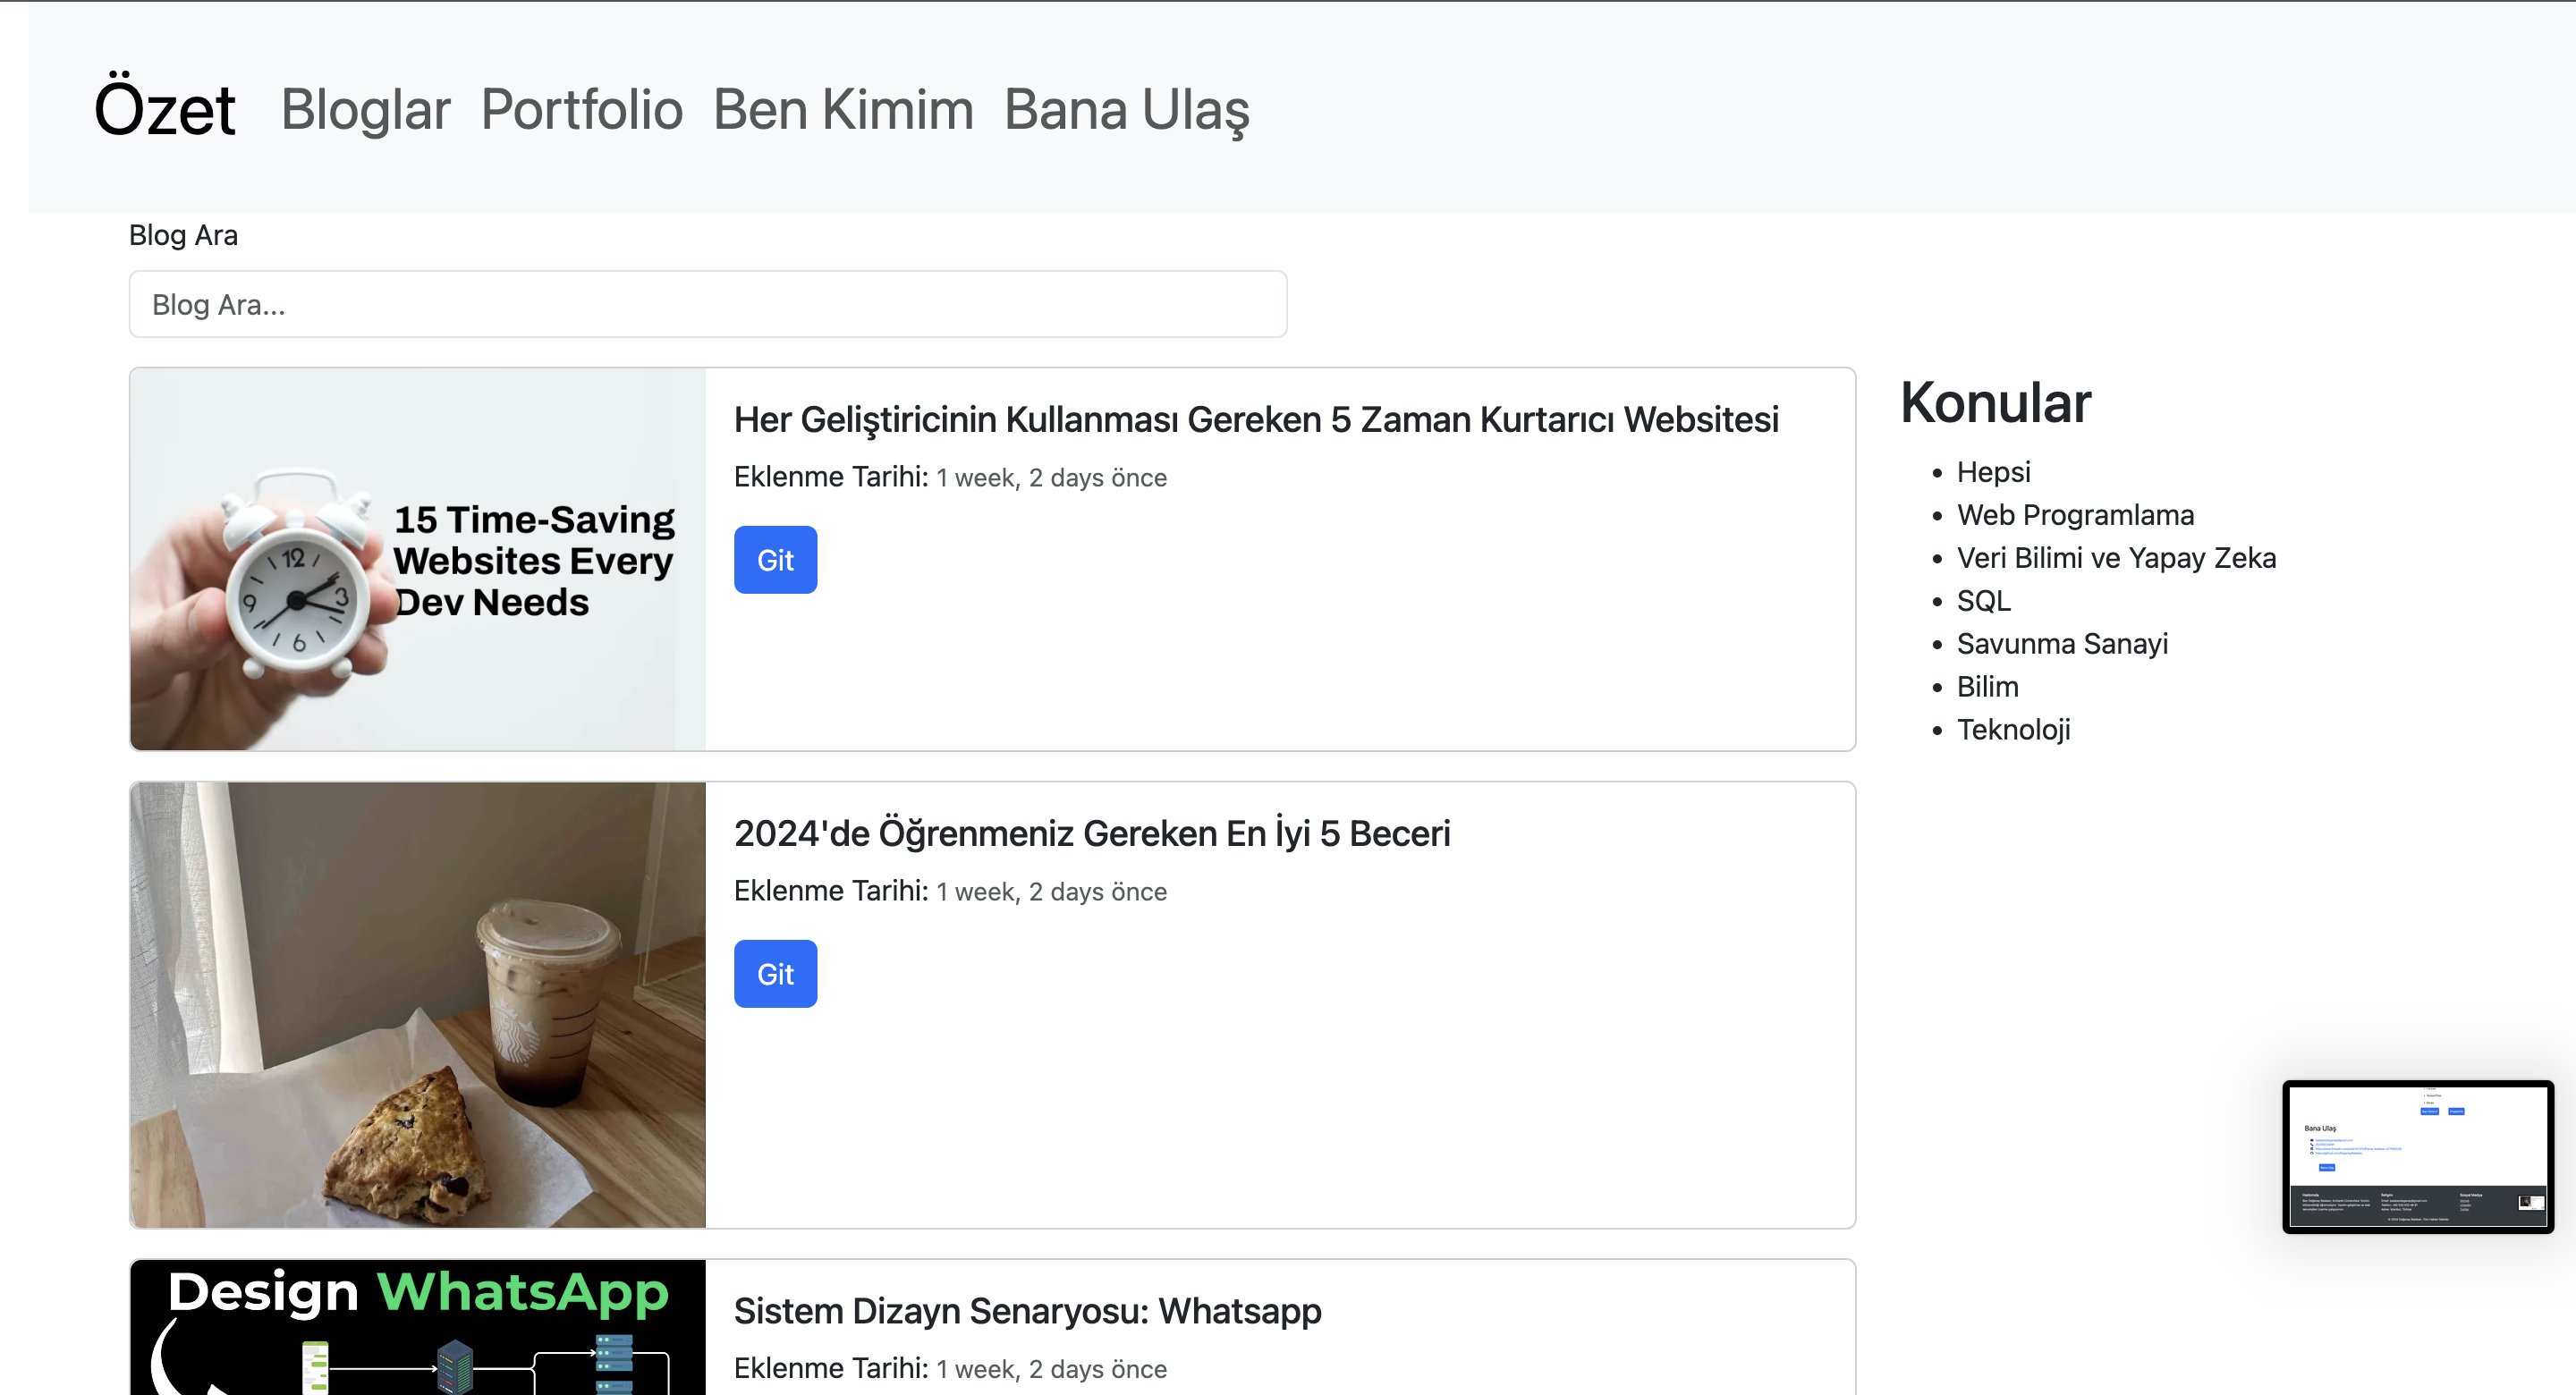 Özet Bloglar Portfolio Ben Kimim Bana Ulaş
Blog Ara
Blog Ara...
15 Time-Saving
Websites Every
Dev Needs
12
3
6
9
Her Geliştiricinin Kullanması Gereken 5 Zaman Kurtarıcı Websitesi
Eklenme Tarihi: 1 week, 2 days önce
Git
Konular
Hepsi
Web Programlama
Veri Bilimi ve Yapay Zeka
SQL
Savunma Sanayi
Bilim
Teknoloji
2024'de Öğrenmeniz Gereken En İyi 5 Beceri
Eklenme Tarihi: 1 week, 2 days önce
Git
Design WhatsApp
Sistem Dizayn Senaryosu: Whatsapp
Eklenme Tarihi: 1 week, 2 days önce
Bana Ulaş